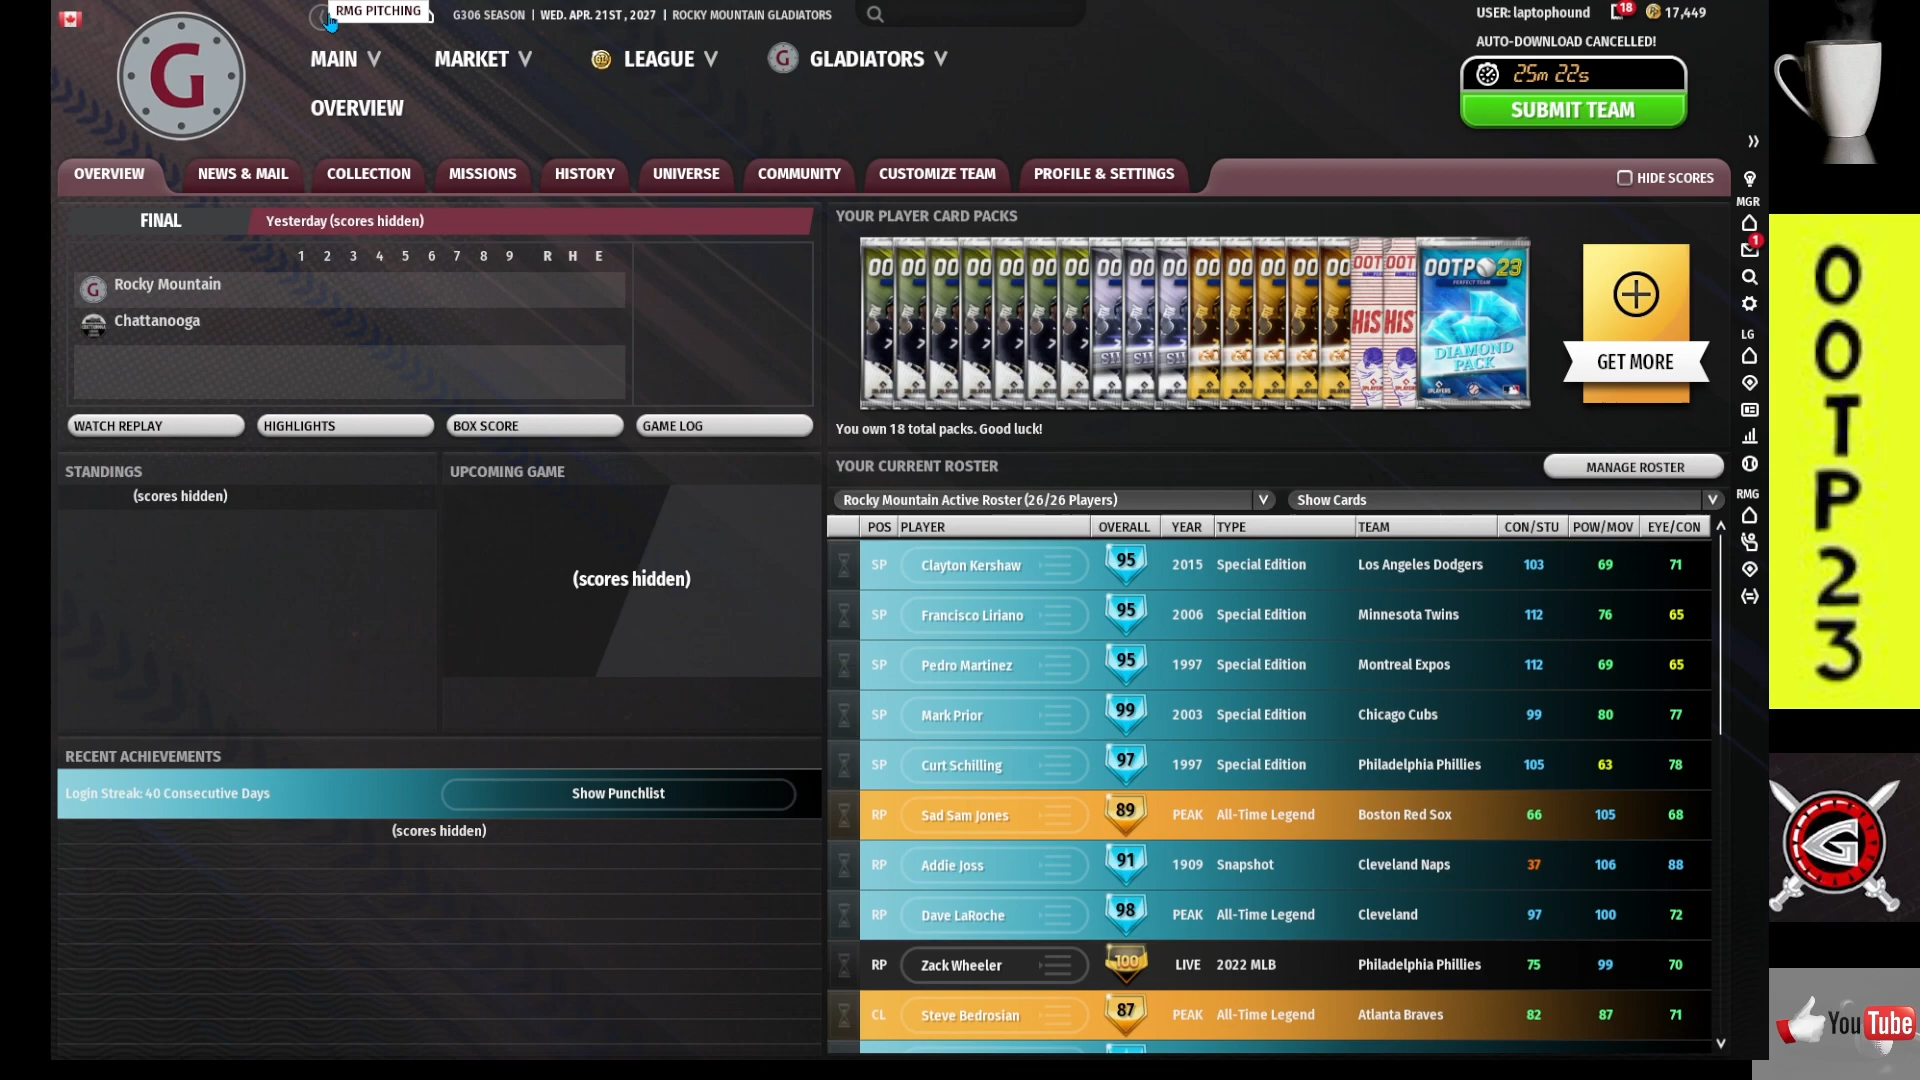 RMG PITCHING
G306 SEASON | WED. APR. 21ST , 2027 | ROCKY MOUNTAIN GLADIATORS
USER: laptophound 18 17,449
AUTO-DOWNLOAD CANCELLED!
25m 22s
SUBMIT TEAM
G
MAIN
MARKET
LEAGUE
G GLADIATORS
OVERVIEW
OVERVIEW
NEWS & MAIL
COLLECTION
MISSIONS
HISTORY
UNIVERSE
COMMUNITY
CUSTOMIZE TEAM
PROFILE & SETTINGS
HIDE SCORES
FINAL
Yesterday (scores hidden)
1 2 3 4 5 6 7 8 9 R H E
G Rocky Mountain
Chattanooga
WATCH REPLAY
HIGHLIGHTS
BOX SCORE
GAME LOG
STANDINGS
(scores hidden)
UPCOMING GAME
(scores hidden)
RECENT ACHIEVEMENTS
Login Streak: 40 Consecutive Days
Show Punchlist
(scores hidden)
YOUR PLAYER CARD PACKS
OOTP 23
PERFECT TEAM
DIAMOND
PACK
GET MORE
You own 18 total packs. Good luck!
YOUR CURRENT ROSTER
MANAGE ROSTER
Rocky Mountain Active Roster (26/26 Players)
Show Cards
POS PLAYER OVERALL YEAR TYPE TEAM CON/STU POW/MOV EYE/CON
SP Clayton Kershaw 95 2015 Special Edition Los Angeles Dodgers 103 69 71
SP Francisco Liriano 95 2006 Special Edition Minnesota Twins 112 76 65
SP Pedro Martinez 95 1997 Special Edition Montreal Expos 112 69 65
SP Mark Prior 99 2003 Special Edition Chicago Cubs 99 80 77
SP Curt Schilling 97 1997 Special Edition Philadelphia Phillies 105 63 78
RP Sad Sam Jones 89 PEAK All-Time Legend Boston Red Sox 66 105 68
RP Addie Joss 91 1909 Snapshot Cleveland Naps 37 106 88
RP Dave LaRoche 98 PEAK All-Time Legend Cleveland 97 100 72
RP Zack Wheeler 100 LIVE 2022 MLB Philadelphia Phillies 75 99 70
CL Steve Bedrosian 87 PEAK All-Time Legend Atlanta Braves 82 87 71
MGR
1
LG
RMG
OOTP23
G
YouTube